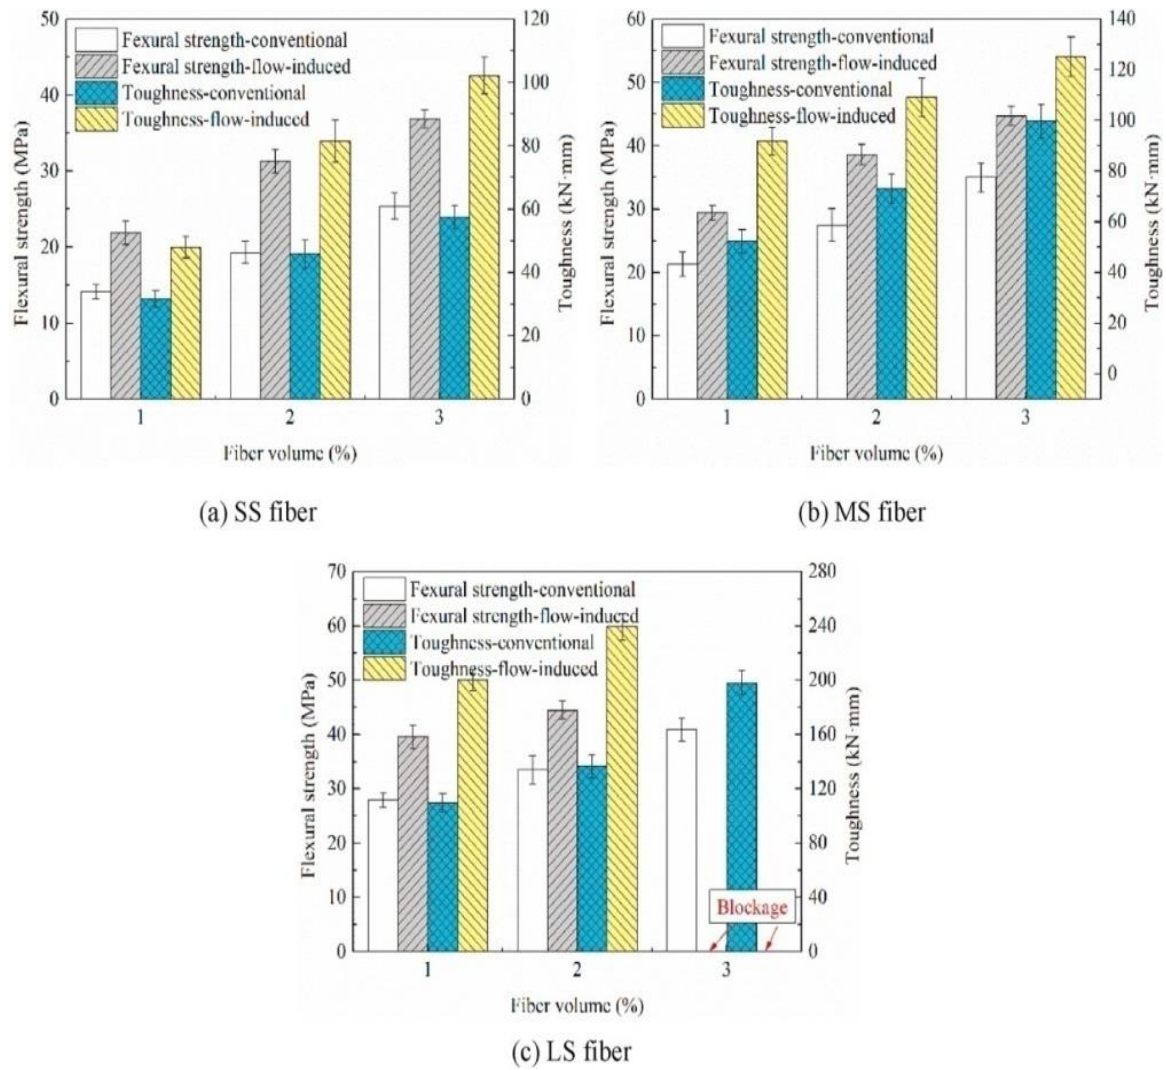 50
40
30
20
10
0
Flexural strength (MPa)
Fexural strength-conventional
Fexural strength-flow-induced
Toughness-conventional
Toughness-flow-induced
120
100
80
60
40
20
0
Toughness (kN·mm)
1 2 3
Fiber volume (%)
(a) SS fiber
60
50
40
30
20
10
0
Flexural strength (MPa)
Fexural strength-conventional
Fexural strength-flow-induced
Toughness-conventional
Toughness-flow-induced
140
120
100
80
60
40
20
0
Toughness (kN·mm)
1 2 3
Fiber volume (%)
(b) MS fiber
70
60
50
40
30
20
10
0
Flexural strength (MPa)
Fexural strength-conventional
Fexural strength-flow-induced
Toughness-conventional
Toughness-flow-induced
280
240
200
160
120
80
40
0
Toughness (kN·mm)
Blockage
1 2 3
Fiber volume (%)
(c) LS fiber